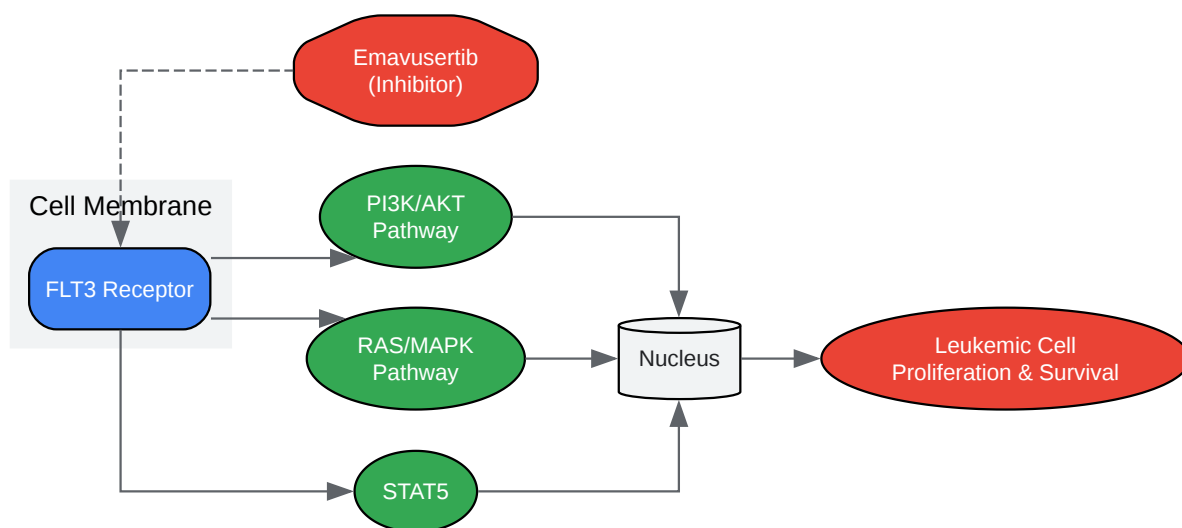 Emavusertib
(Inhibitor)
Cell Membrane
FLT3 Receptor
PI3K/AKT
Pathway
RAS/MAPK
Pathway
STAT5
Nucleus
Leukemic Cell
Proliferation & Survival